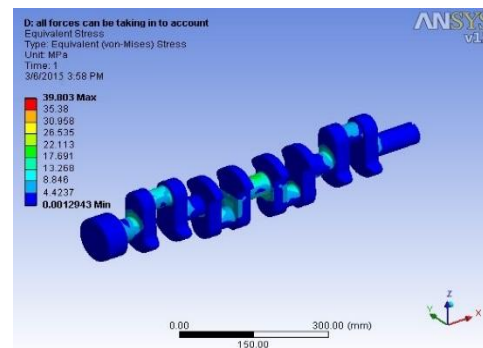 D: all forces can be taking in to account
Equivalent Stress
Type: Equivalent (von-Mises) Stress
Unit: MPa
Time: 1
3/6/2015 3:58 PM
39.803 Max
35.38
30.958
26.535
22.113
17.691
13.268
8.846
4.4237
0.0012943 Min
ANSYS
Z
Y
X
0.00
300.00 (mm)
150.00